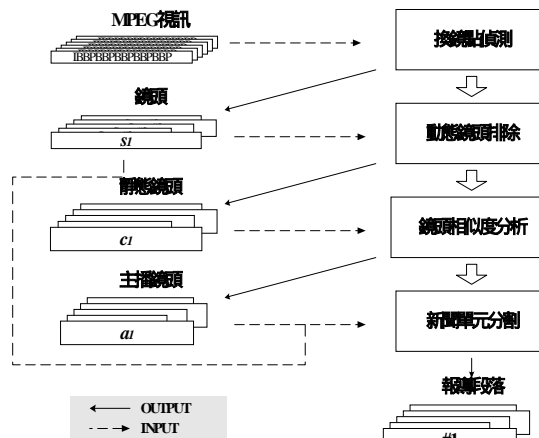 MPEG視訊
IBBPBBPBBPBBPBBP
換鏡點偵測
鏡頭
S1
動態鏡頭排除
靜態鏡頭
C1
鏡頭相似度分析
主播鏡頭
a1
新聞單元分割
報導段落
#1
OUTPUT
INPUT